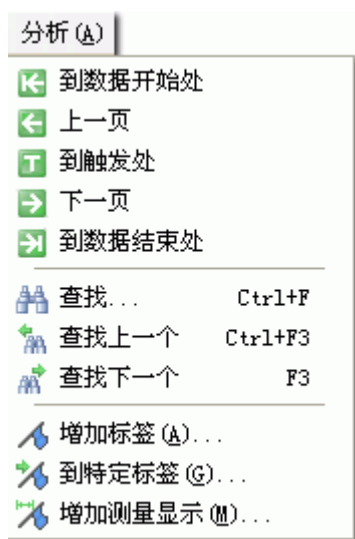 分析(A)
到数据开始处
上一页
T 到触发处
下一页
到数据结束处
查找... Ctrl+F
查找上一个 Ctrl+F3
查找下一个 F3
增加标签(A)...
到特定标签(G)...
增加测量显示(M)...